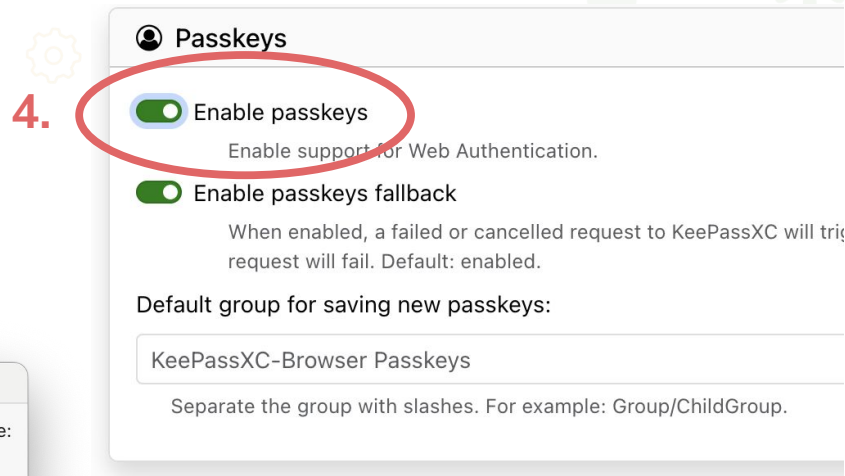 Passkeys
4.
Enable passkeys
Enable support for Web Authentication.
Enable passkeys fallback
When enabled, a failed or cancelled request to KeePassXC will
request will fail. Default: enabled.
Default group for saving new passkeys:
KeePassXC-Browser Passkeys
Separate the group with slashes. For example: Group/ChildGroup.